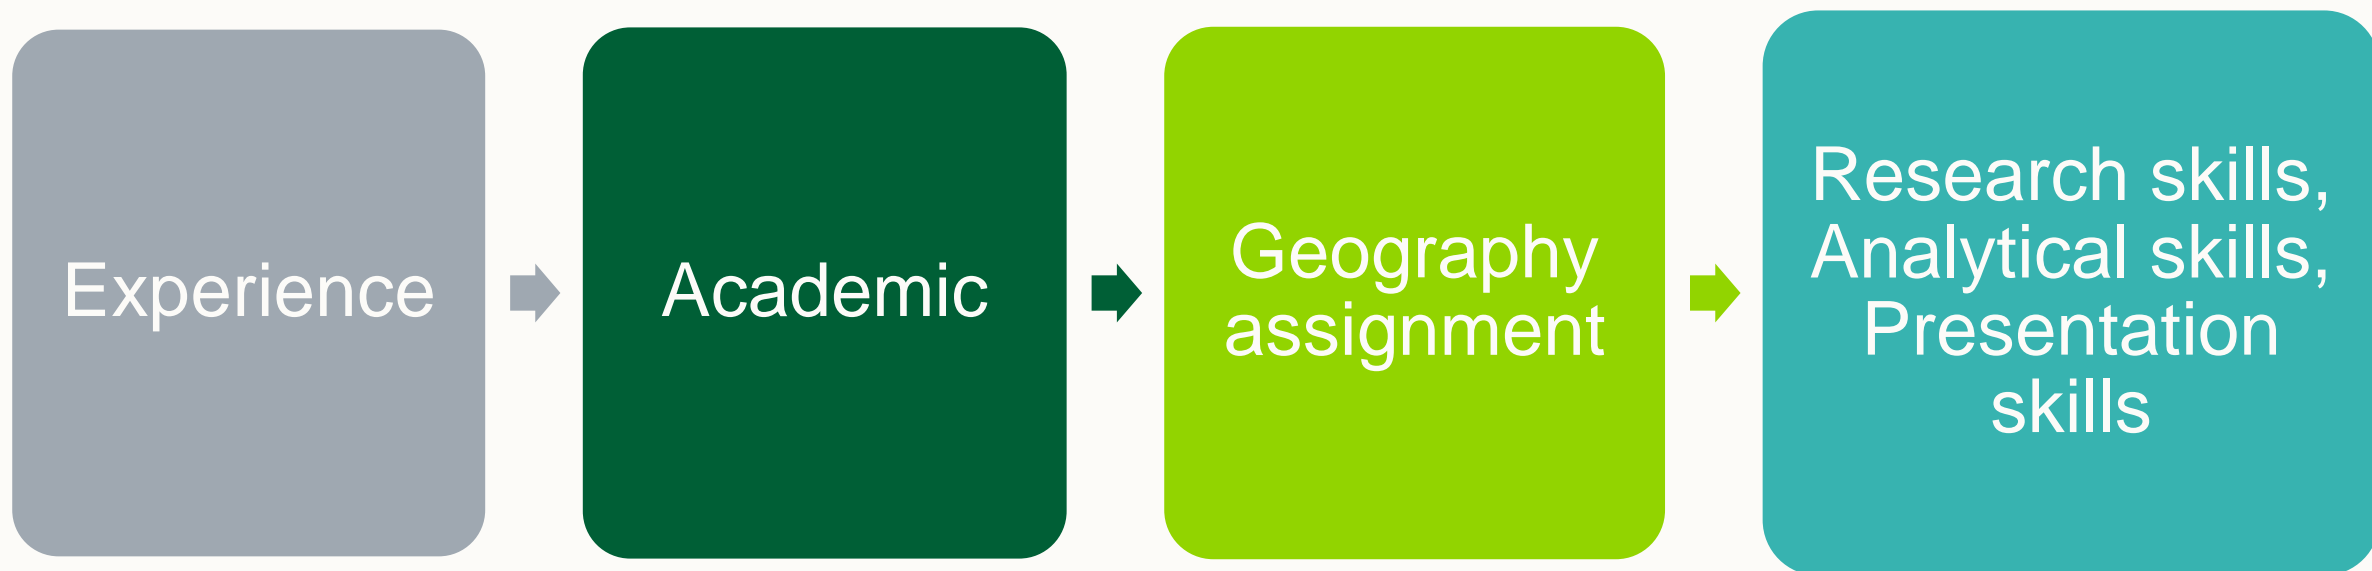 Experience
Academic
Geography
assignment
Research skills,
Analytical skills,
Presentation
skills